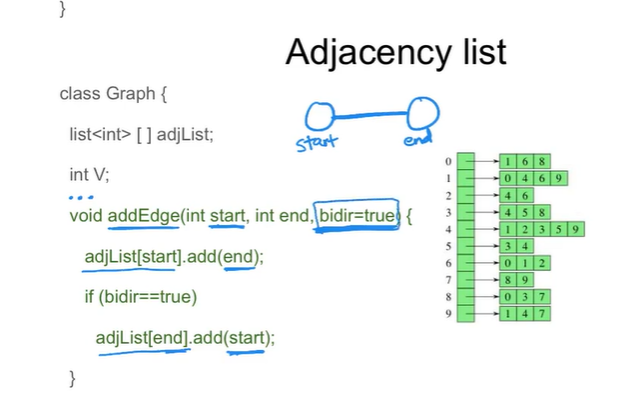 }
Adjacency list
class Graph {
list<int> [ ] adjList;
int V;
void addEdge(int start, int end, bidir=true) {
adjList[start].add(end);
if (bidir==true)
adjList[end].add(start);
}
start end
0 1 6 8
1 0 4 6 9
2 4 6
3 4 5 8
4 1 2 3 5 9
5 3 4
6 0 1 2
7 8 9
8 0 3 7
9 1 4 7